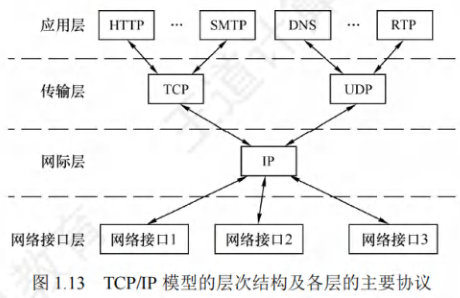 应用层 HTTP … SMTP DNS … RTP
传输层 TCP UDP
网际层 IP
网络接口层 网络接口1 网络接口2 网络接口3
图 1.13 TCP/IP 模型的层次结构及各层的主要协议